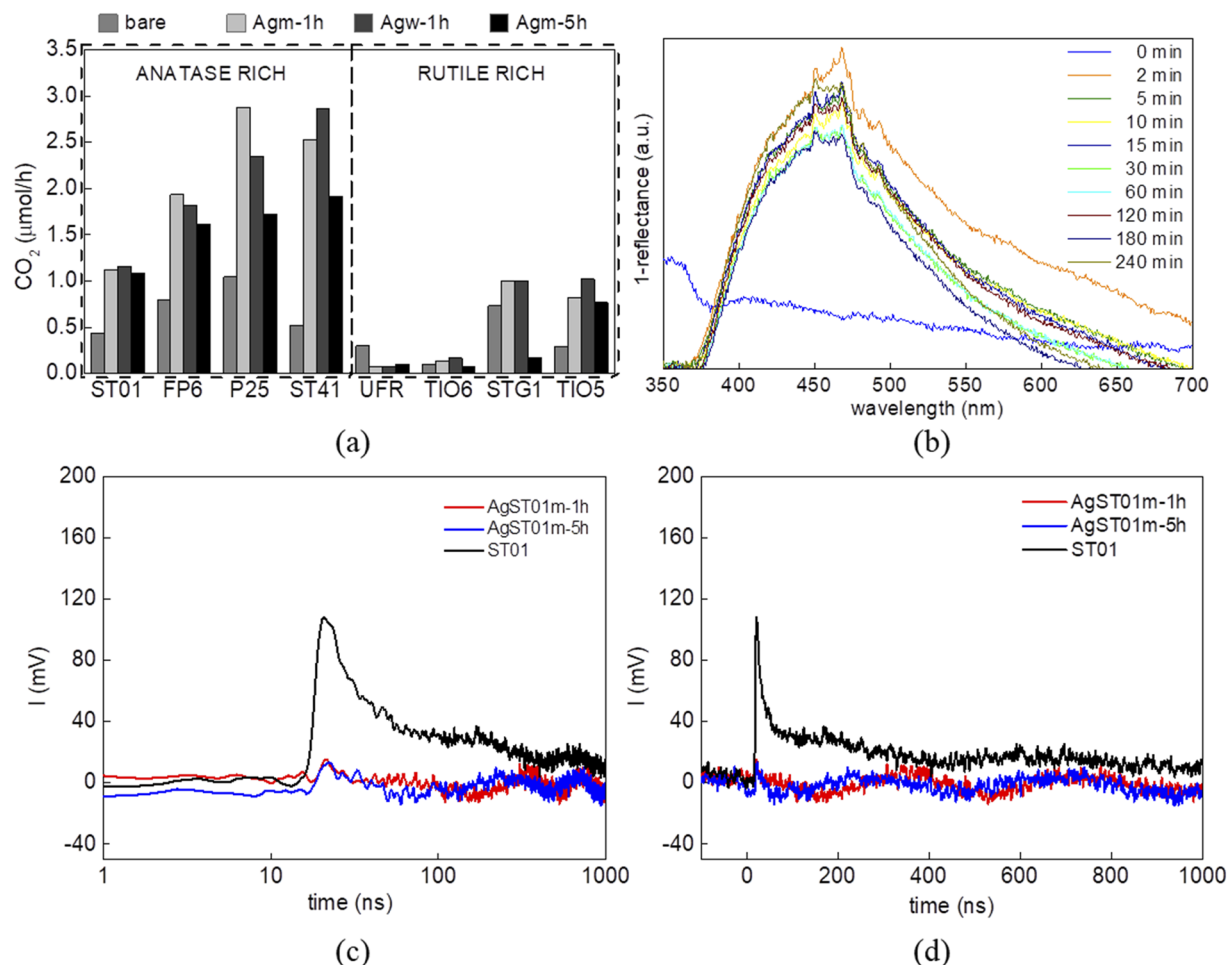 bare Agm-1h Agw-1h Agm-5h
3.5
3.0
2.5
2.0
1.5
1.0
0.5
0.0
CO₂ (μmol/h)
ANATASE RICH RUTILE RICH
ST01 FP6 P25 ST41 UFR TIO6 STG1 TIO5
(a)
1-reflectance (a.u.)
0 min
2 min
5 min
10 min
15 min
30 min
60 min
120 min
180 min
240 min
350 400 450 500 550 600 650 700
wavelength (nm)
(b)
200
160
120
80
40
0
-40
I (mV)
AgST01m-1h
AgST01m-5h
ST01
1 10 100 1000
time (ns)
(c)
200
160
120
80
40
0
-40
I (mV)
AgST01m-1h
AgST01m-5h
ST01
0 200 400 600 800 1000
time (ns)
(d)